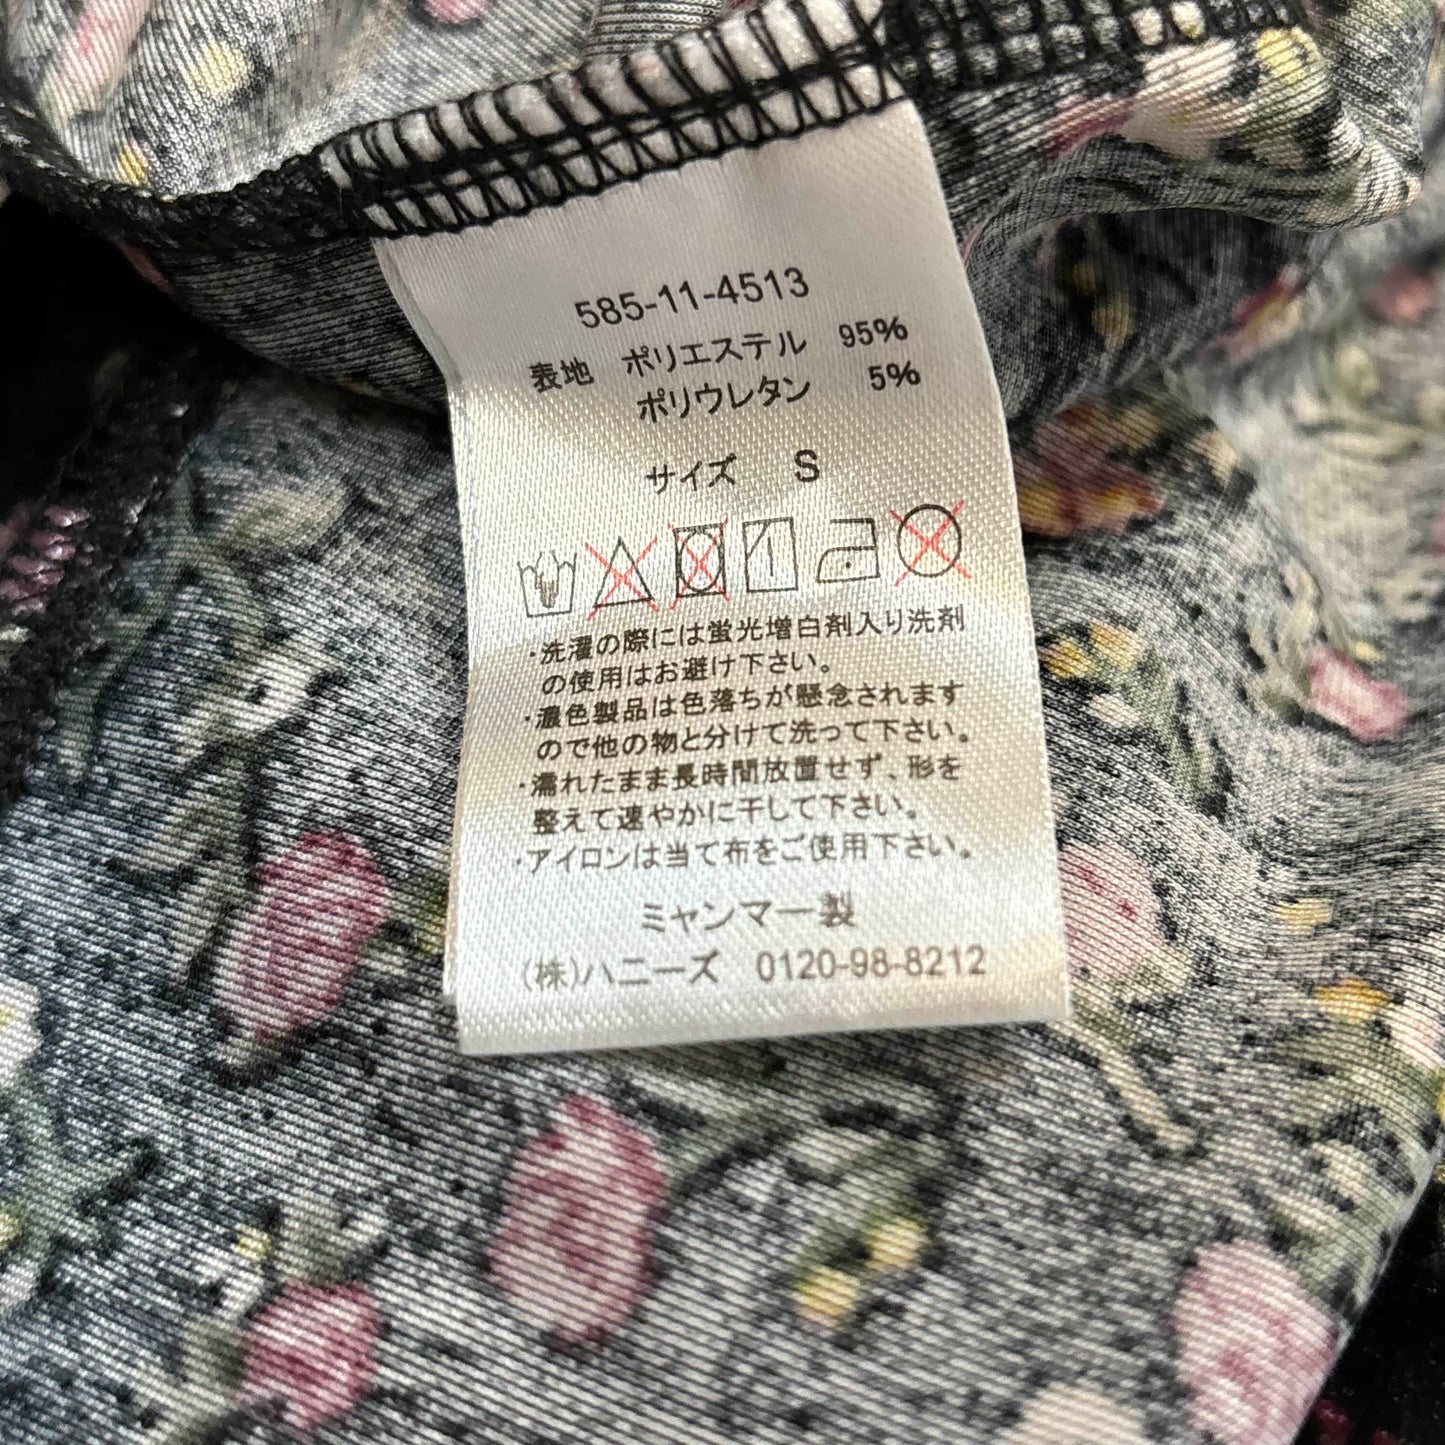 585-11-4513
表地 ポリエステル 95%
ポリウレタン 5%
サイズ S
・洗濯の際には蛍光増白剤入り洗剤
の使用はお避け下さい。
・濃色製品は色落ちが懸念されます
ので他の物と分けて洗って下さい。
・濡れたまま長時間放置せず、形を
整えて速やかに干して下さい。
・アイロンは当て布をご使用下さい。
ミャンマー製
(株)ハニーズ 0120-98-8212